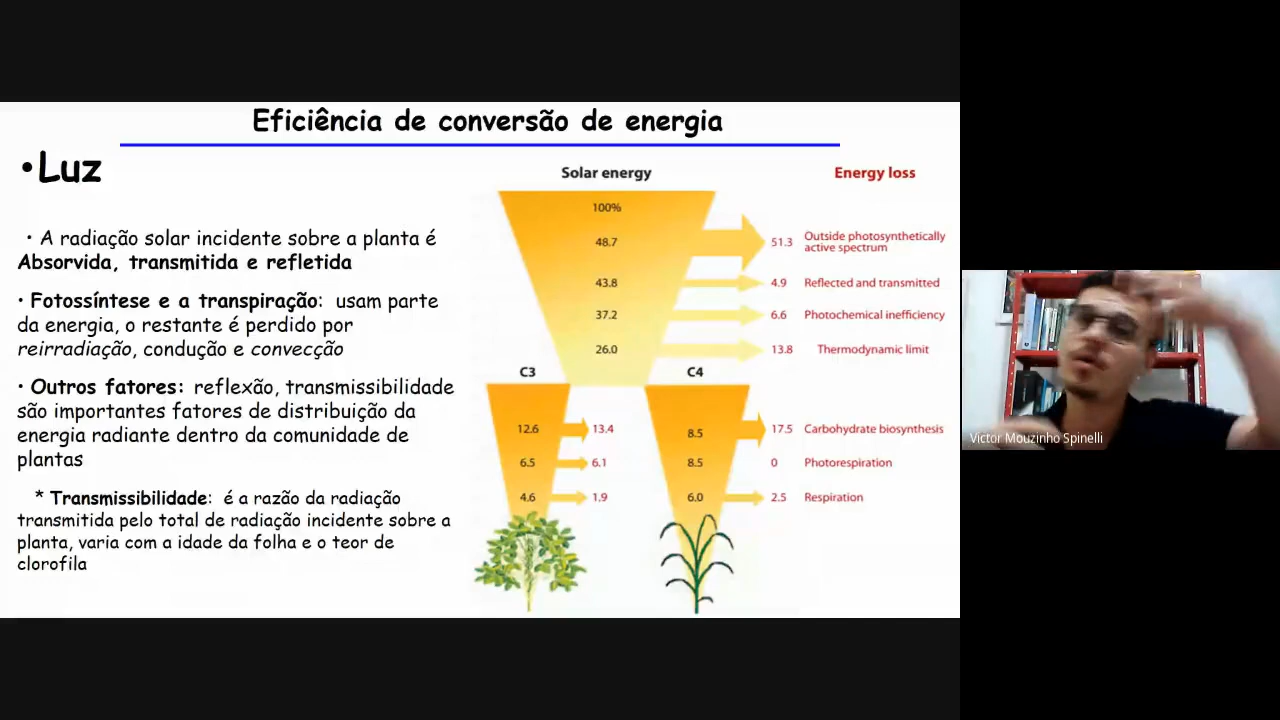 Eficiência de conversão de energia
•Luz
• A radiação solar incidente sobre a planta é
Absorvida, transmitida e refletida
• Fotossíntese e a transpiração: usam parte
da energia, o restante é perdido por
reirradiação, condução e convecção
• Outros fatores: reflexão, transmissibilidade
são importantes fatores de distribuição da
energia radiante dentro da comunidade de
plantas
* Transmissibilidade: é a razão da radiação
transmitida pelo total de radiação incidente sobre a
planta, varia com a idade da folha e o teor de
clorofila
Solar energy Energy loss
100%
48.7 51.3 Outside photosynthetically
active spectrum
43.8 4.9 Reflected and transmitted
37.2 6.6 Photochemical inefficiency
26.0 13.8 Thermodynamic limit
C3 C4
12.6 13.4 8.5 17.5 Carbohydrate biosynthesis
6.5 6.1 8.5 0 Photorespiration
4.6 1.9 6.0 2.5 Respiration
Victor Mouzinho Spinelli